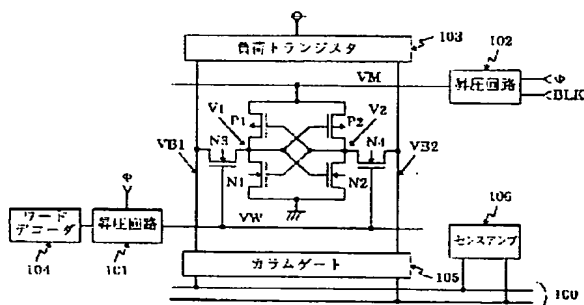 負荷トランジスタ
103
102
VM
昇圧回路
Φ
BLK
V1
P1
P2
V2
N3
N4
VB1
VB2
N1
N2
Φ
106
ワード
デコーダ
昇圧回路
VW
センスアンプ
104
101
カラムゲート
105
100